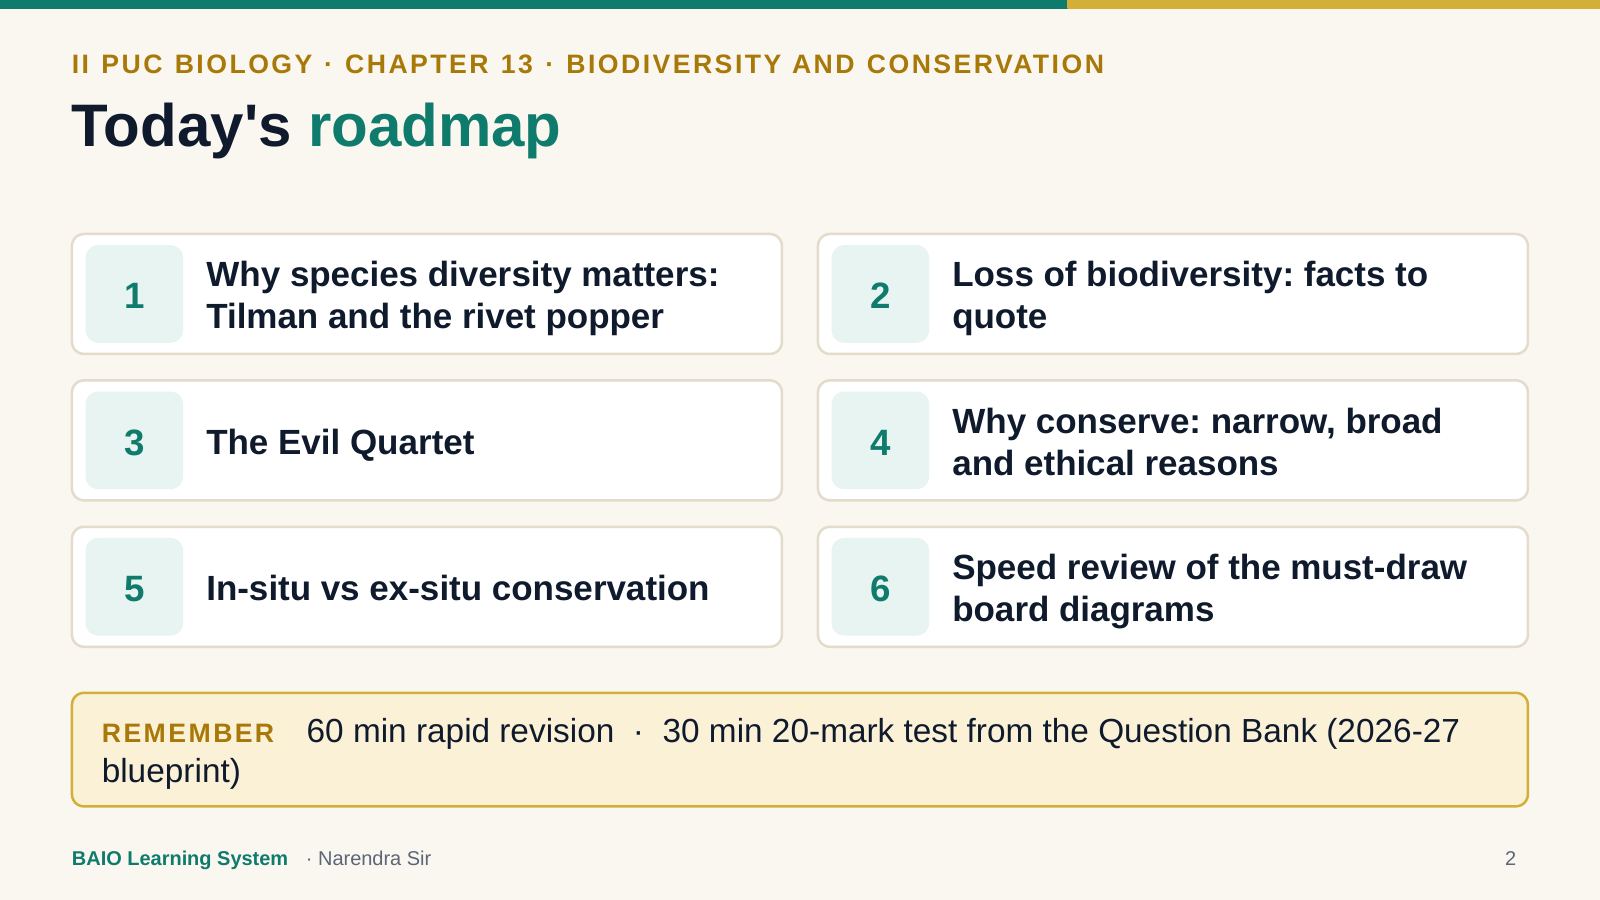 II PUC BIOLOGY · CHAPTER 13 · BIODIVERSITY AND CONSERVATION
Today's roadmap
1
Why species diversity matters:
Tilman and the rivet popper
2
Loss of biodiversity: facts to
quote
3
The Evil Quartet
4
Why conserve: narrow, broad
and ethical reasons
5
In-situ vs ex-situ conservation
6
Speed review of the must-draw
board diagrams
REMEMBER 60 min rapid revision · 30 min 20-mark test from the Question Bank (2026-27
blueprint)
BAIO Learning System · Narendra Sir
2